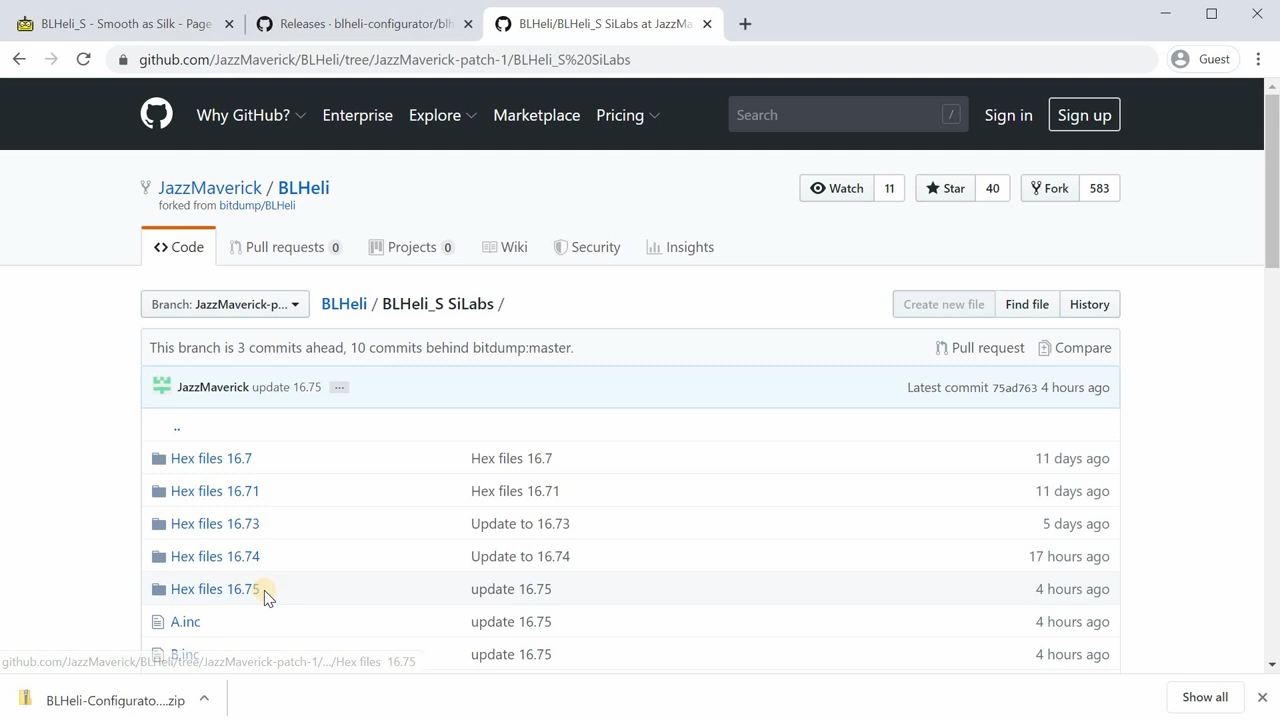 BLHeli_S - Smooth as Silk - Page
Releases · blheli-configurator/blh
BLHeli/BLHeli_S SiLabs at JazzMa
github.com/JazzMaverick/BLHeli/tree/JazzMaverick-patch-1/BLHeli_S%20SiLabs
Guest
Why GitHub? Enterprise Explore Marketplace Pricing
Search /
Sign in Sign up
JazzMaverick / BLHeli
forked from bitdump/BLHeli
Watch 11 Star 40 Fork 583
<> Code Pull requests 0 Projects 0 Wiki Security Insights
Branch: JazzMaverick-p... BLHeli / BLHeli_S SiLabs /
Create new file Find file History
This branch is 3 commits ahead, 10 commits behind bitdump:master.
Pull request Compare
JazzMaverick update 16.75 ...
Latest commit 75ad763 4 hours ago
..
Hex files 16.7 Hex files 16.7 11 days ago
Hex files 16.71 Hex files 16.71 11 days ago
Hex files 16.73 Update to 16.73 5 days ago
Hex files 16.74 Update to 16.74 17 hours ago
Hex files 16.75 update 16.75 4 hours ago
A.inc update 16.75 4 hours ago
B.inc update 16.75 4 hours ago
github.com/JazzMaverick/BLHeli/tree/JazzMaverick-patch-1/.../Hex files 16.75
BLHeli-Configurato....zip
Show all